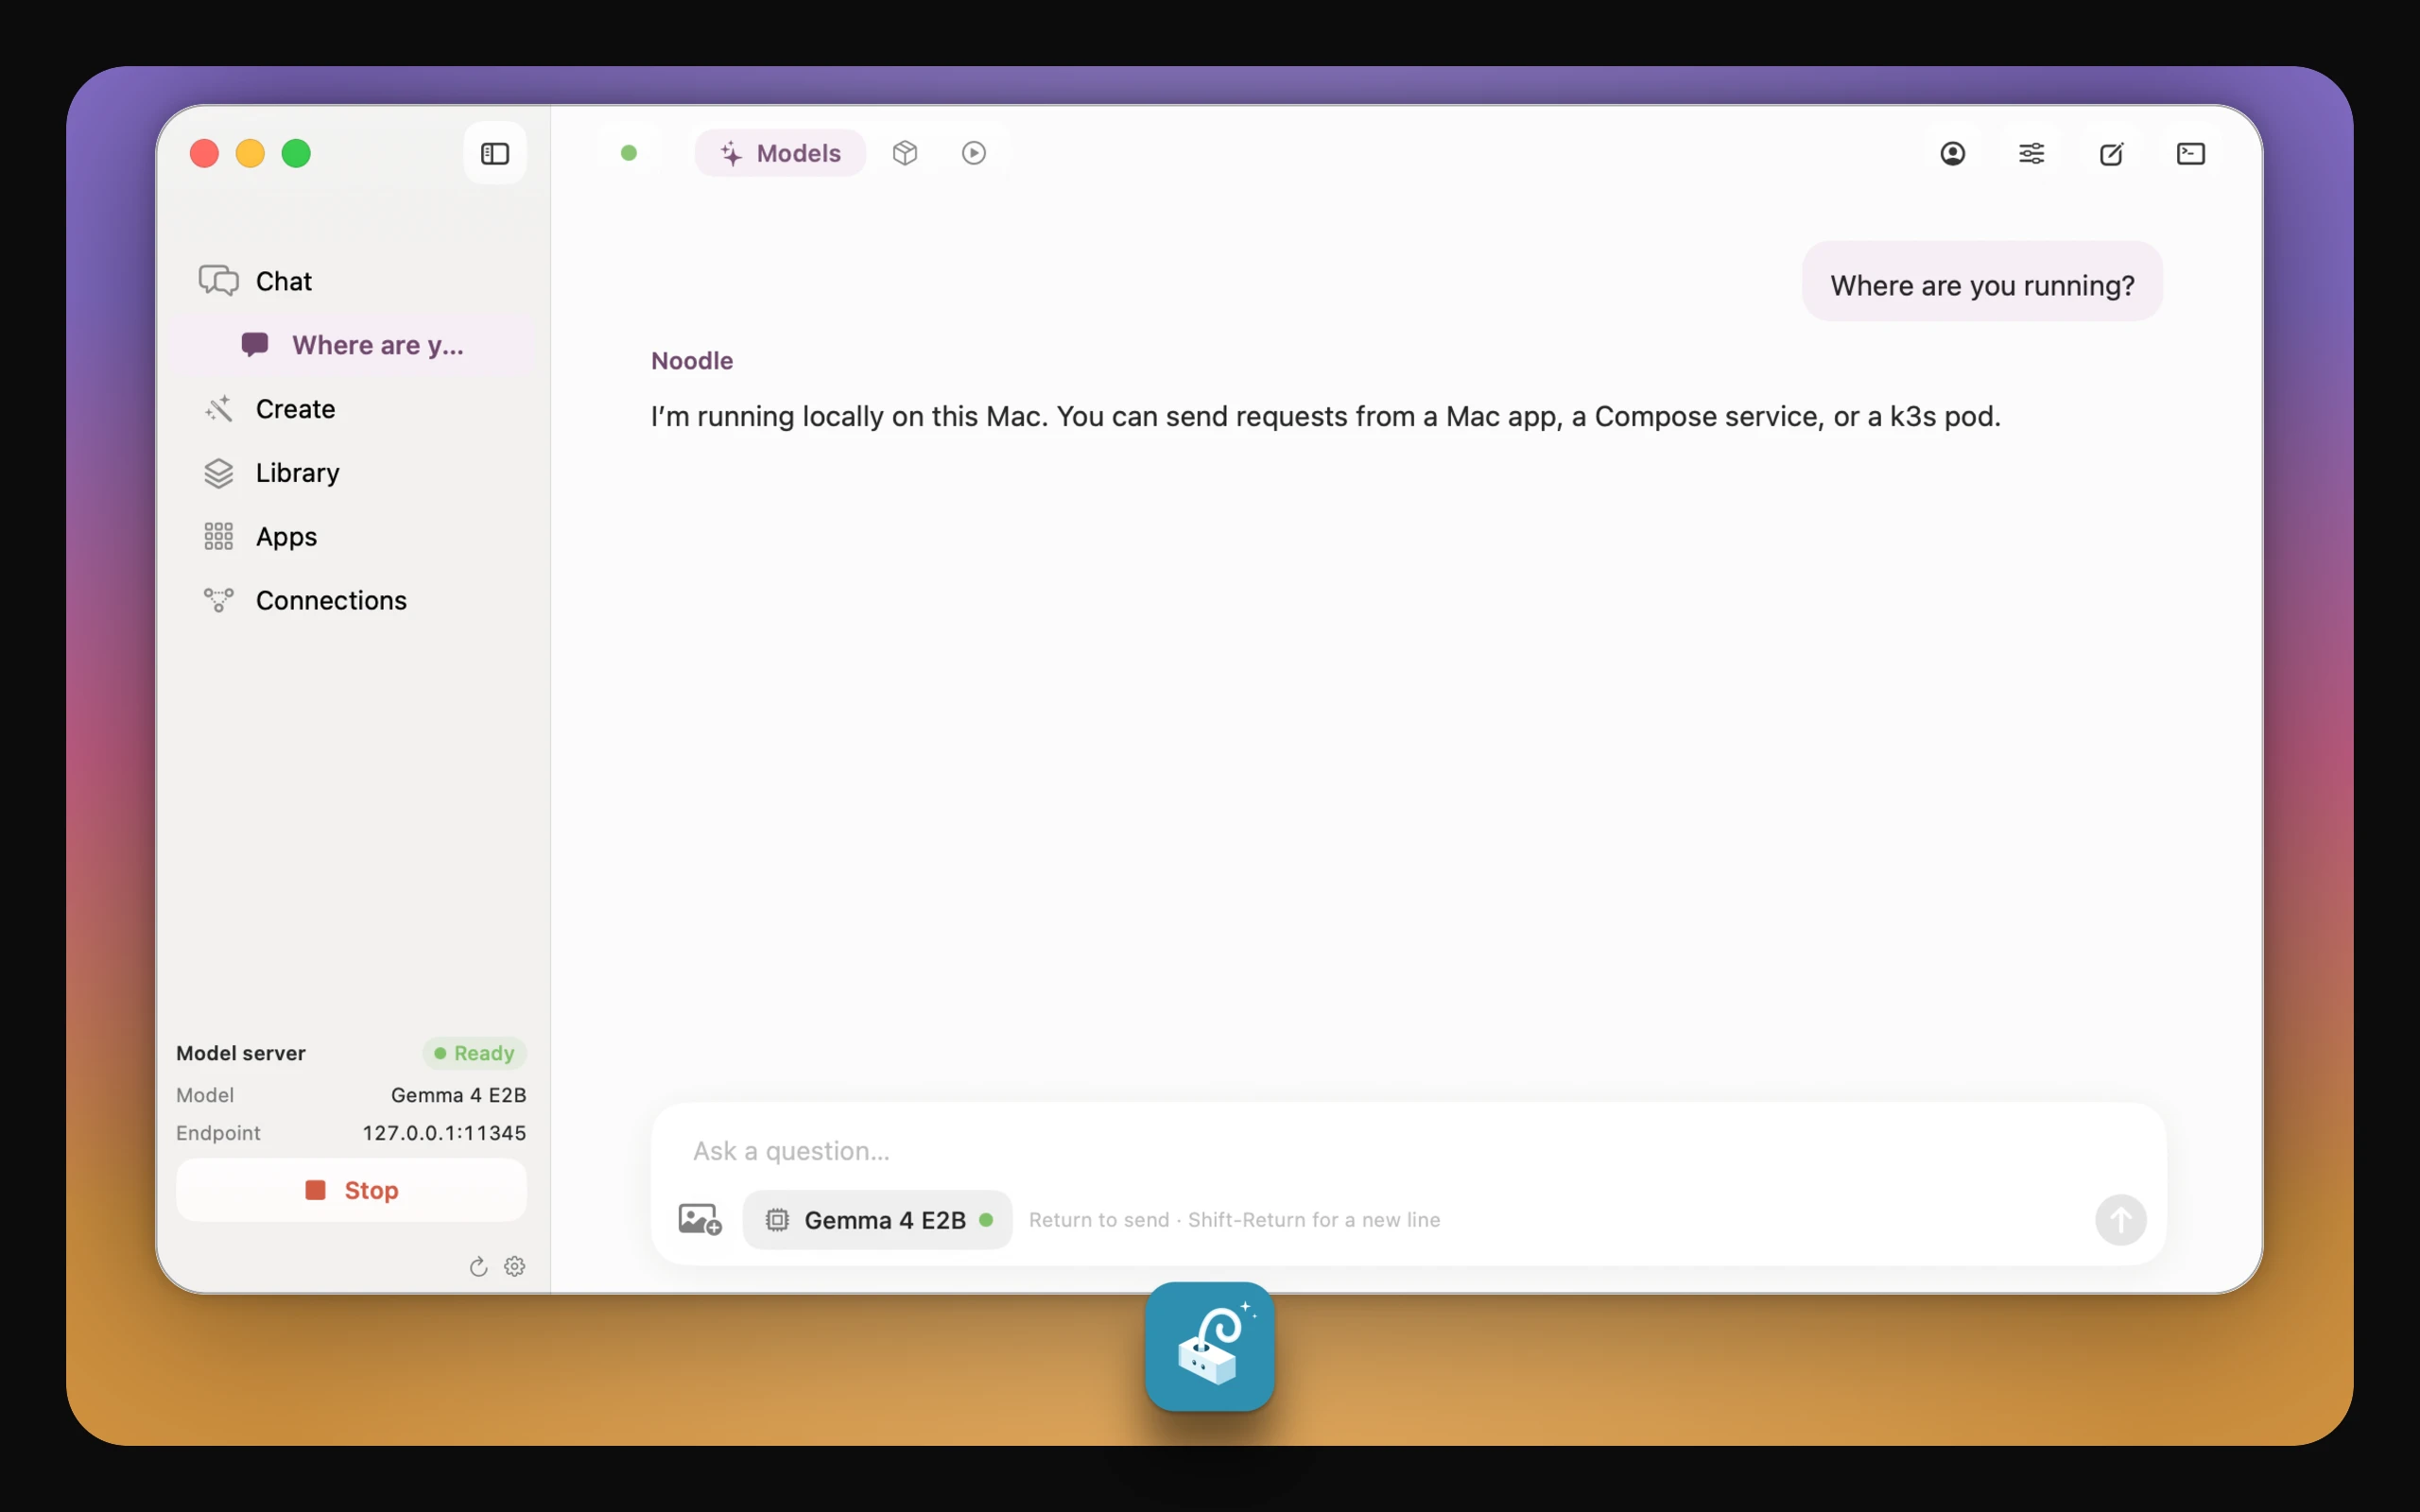 Models
Chat
Where are y...
Create
Library
Apps
Connections
Where are you running?
Noodle
I’m running locally on this Mac. You can send requests from a Mac app, a Compose service, or a k3s pod.
Model server Ready
Model Gemma 4 E2B
Endpoint 127.0.0.1:11345
Stop
Ask a question...
Gemma 4 E2B Return to send · Shift-Return for a new line